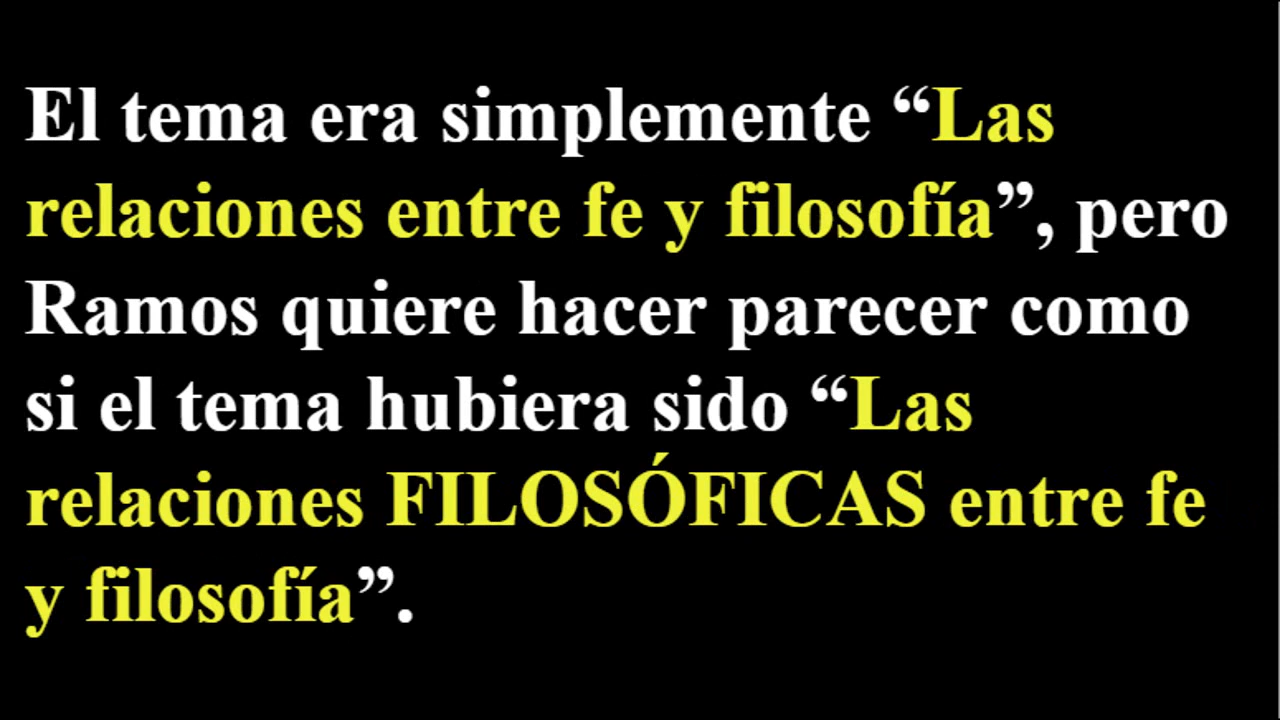 El tema era simplemente “Las
relaciones entre fe y filosofía”, pero
Ramos quiere hacer parecer como
si el tema hubiera sido “Las
relaciones FILOSÓFICAS entre fe
y filosofía”.